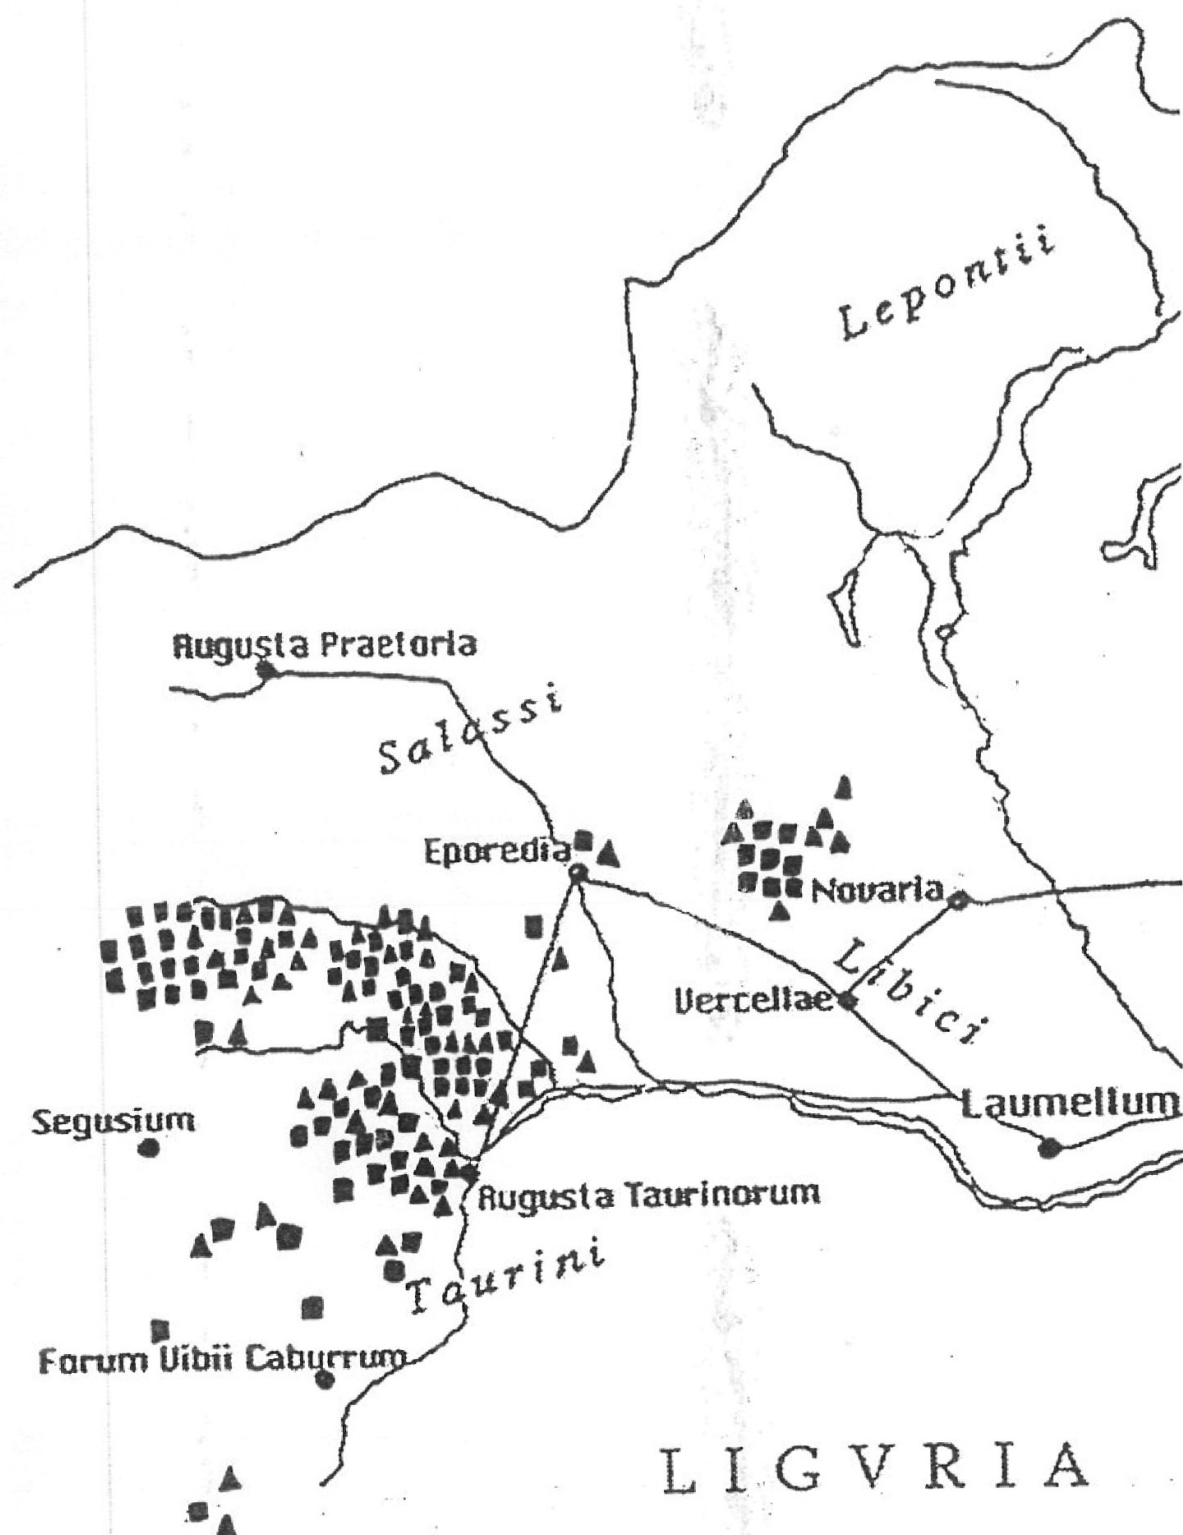 Lepontii
Augusta Praetoria
Salassi
Eporedia
Novaria
Libici
Vercellae
Laumellum
Segusium
Augusta Taurinorum
Taurini
Forum Vibii Caburrum
LIGVRIA